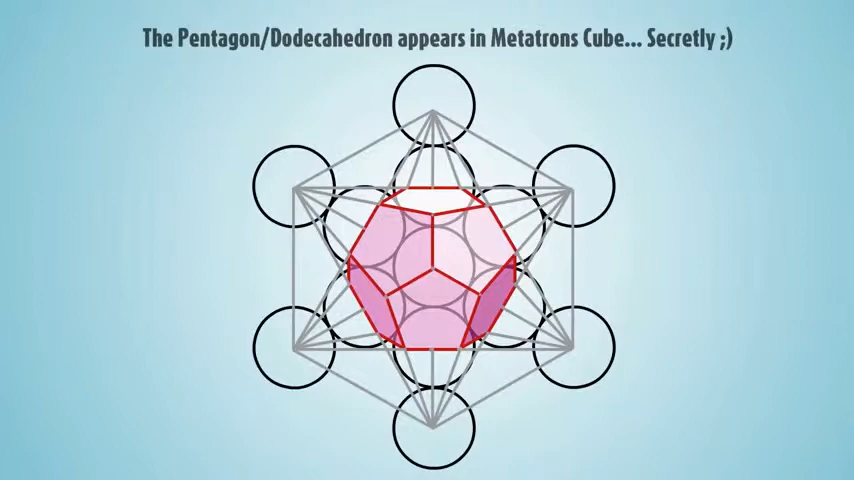 The Pentagon/Dodecahedron appears in Metatrons Cube... Secretly ;)